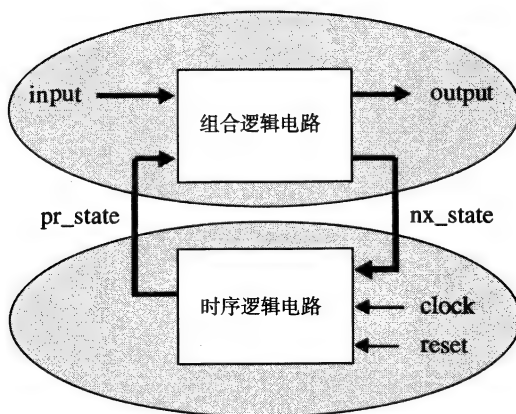 input
output
组合逻辑电路
pr_state
nx_state
时序逻辑电路
clock
reset